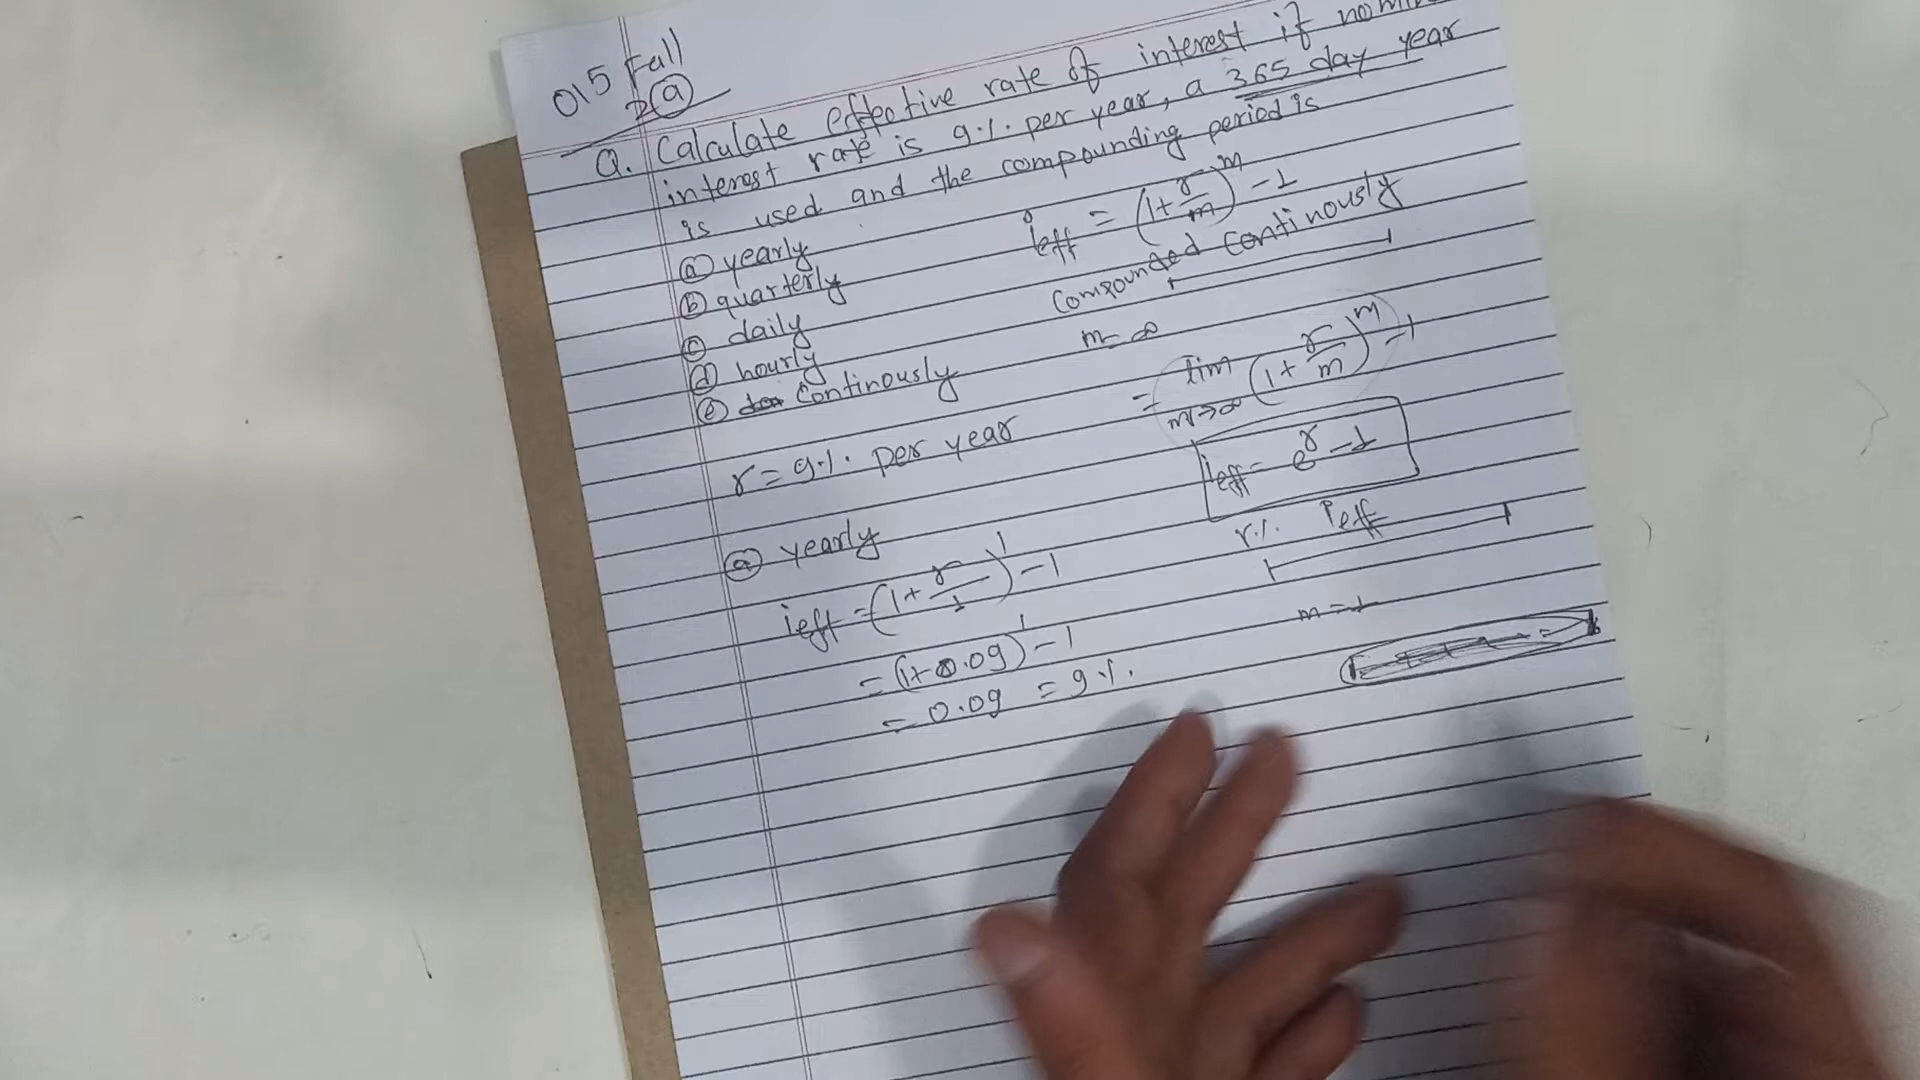 015 Fall
2(a)
Q. Calculate effective rate of interest if
interest rate is 9% per year, a 365 day year
is used and the compounding period is
(a) yearly
(b) quarterly
(c) daily
(d) hourly
(e) continously
ieff = (1+r/m)^m -1
compounded continously
m = ∞
= lim m→∞ (1+r/m)^m -1
ieff = e^r -1
r% ieff
m = 1
r = 9% per year
(a) yearly
ieff = (1+r/1)^1 -1
= (1+0.09)^1 -1
= 0.09 = 9%.